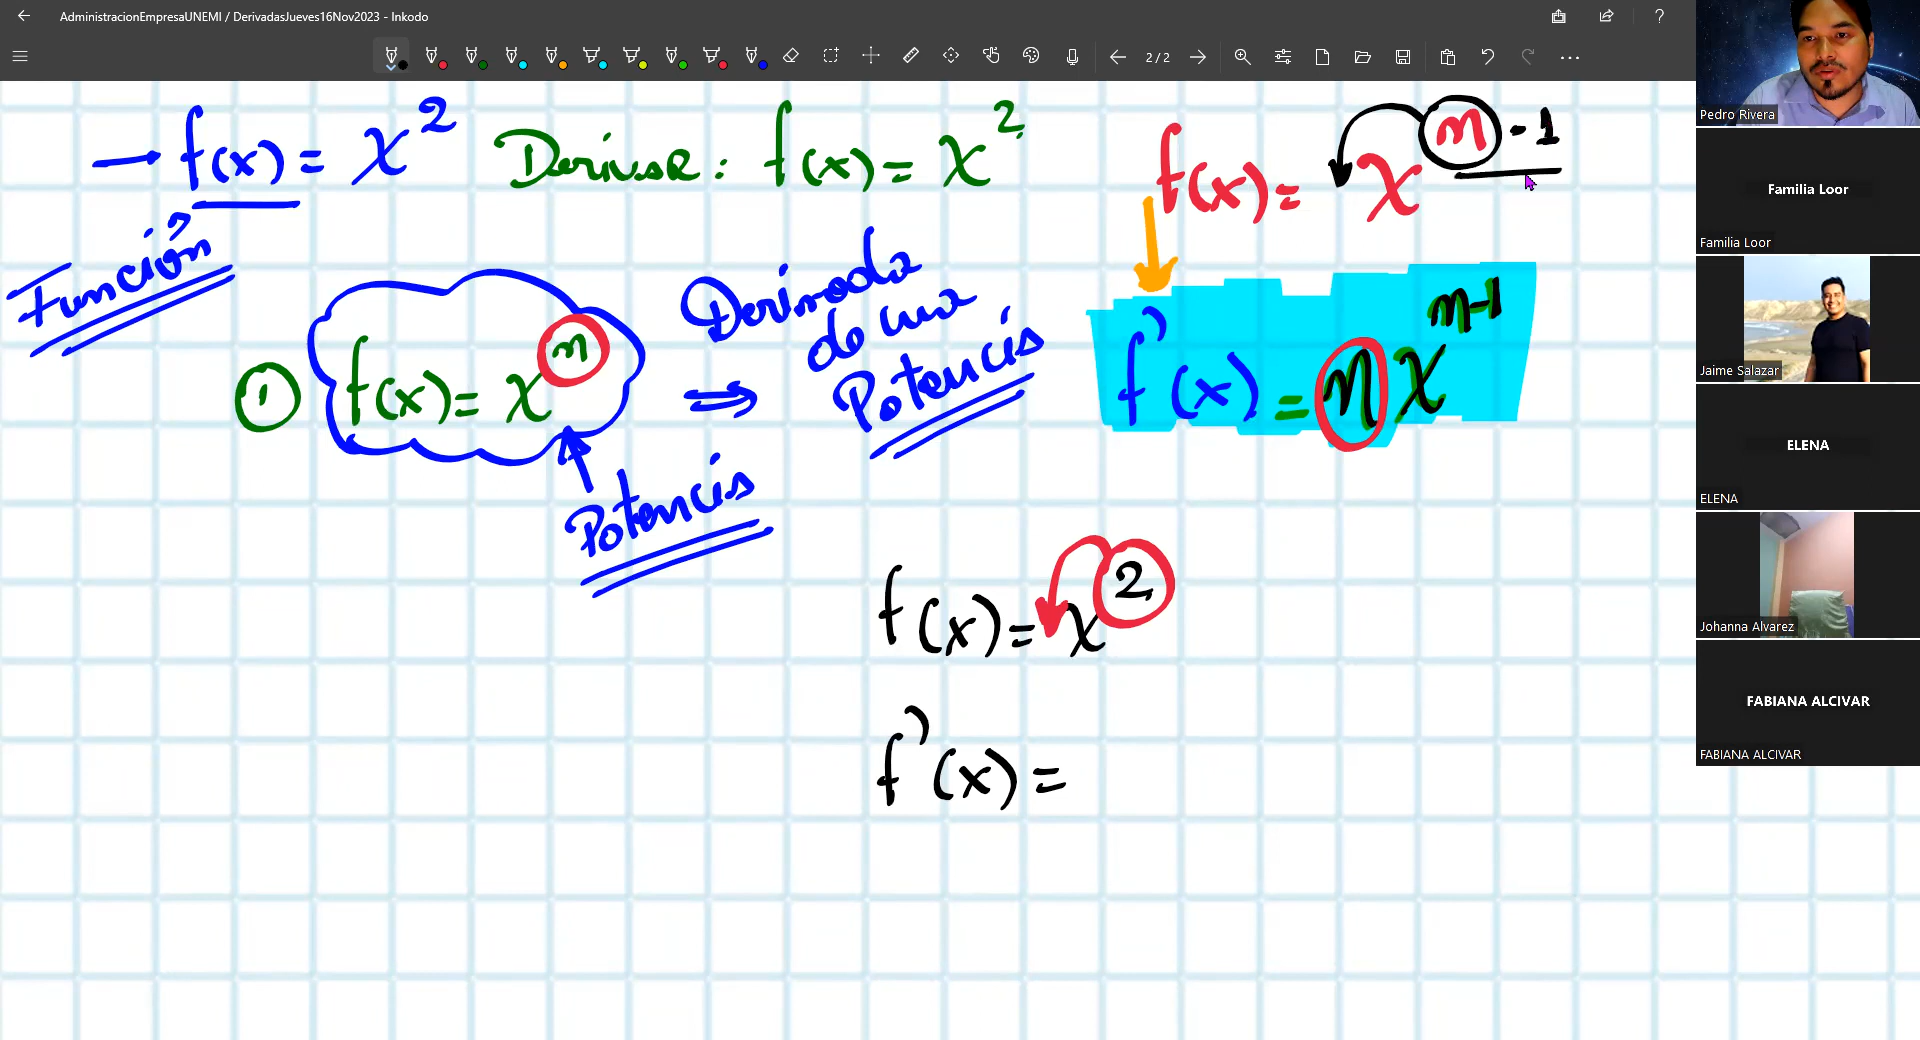 AdministracionEmpresaUNEMI / DerivadasJueves16Nov2023 - Inkodo
2 / 2
→ f(x) = x²
Derivar: f(x) = x²
f(x) = x^n - 1
Función
① f(x) = x^n
⇒
Derivada
de una
Potencia
f'(x) = nx^n-1
Potencia
f(x) = x²
f'(x) =
Pedro Rivera
Familia Loor
Familia Loor
Jaime Salazar
ELENA
ELENA
Johanna Alvarez
FABIANA ALCIVAR
FABIANA ALCIVAR